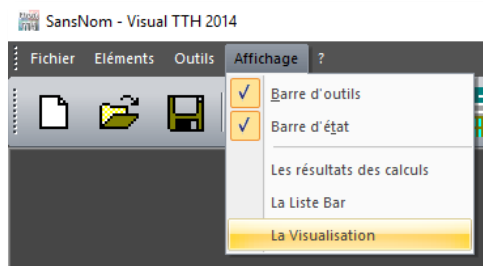 SansNom - Visual TTH 2014
Fichier Eléments Outils Affichage ?
Barre d'outils
Barre d'état
Les résultats des calculs
La Liste Bar
La Visualisation